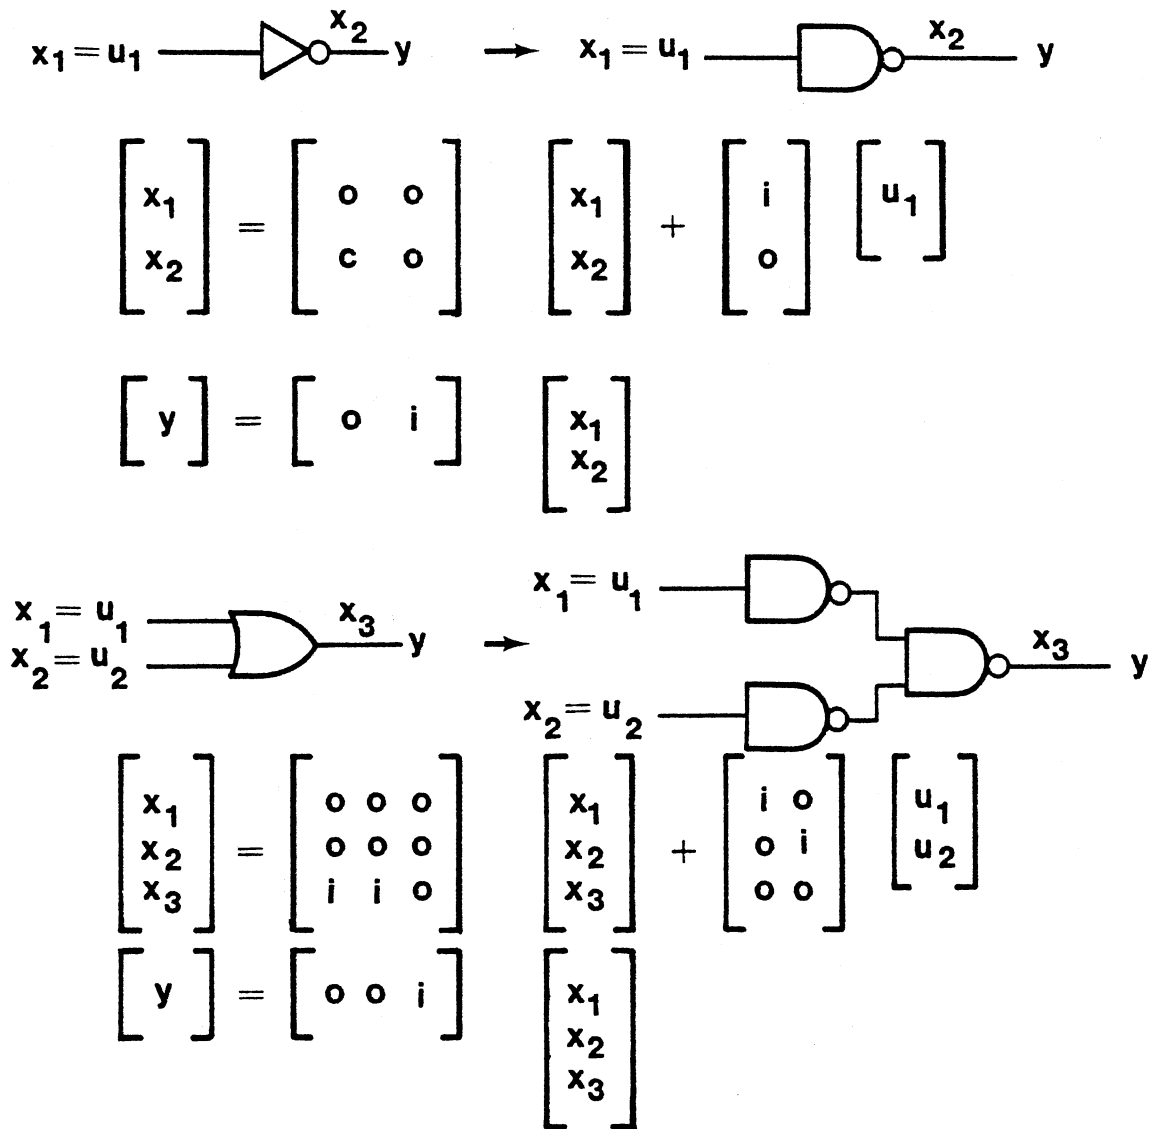 x₁ = u₁ x₂ y → x₁ = u₁ x₂ y
x₁ o o x₁ i u₁
= +
x₂ c o x₂ o
y = o i x₁
x₂
x₁ = u₁ x₃ y → x₁ = u₁
x₂ = u₂ x₃ y
x₂ = u₂
x₁ o o o x₁ i o u₁
x₂ = o o o x₂ + o i u₂
x₃ i i o x₃ o o
y = o o i x₁
x₂
x₃